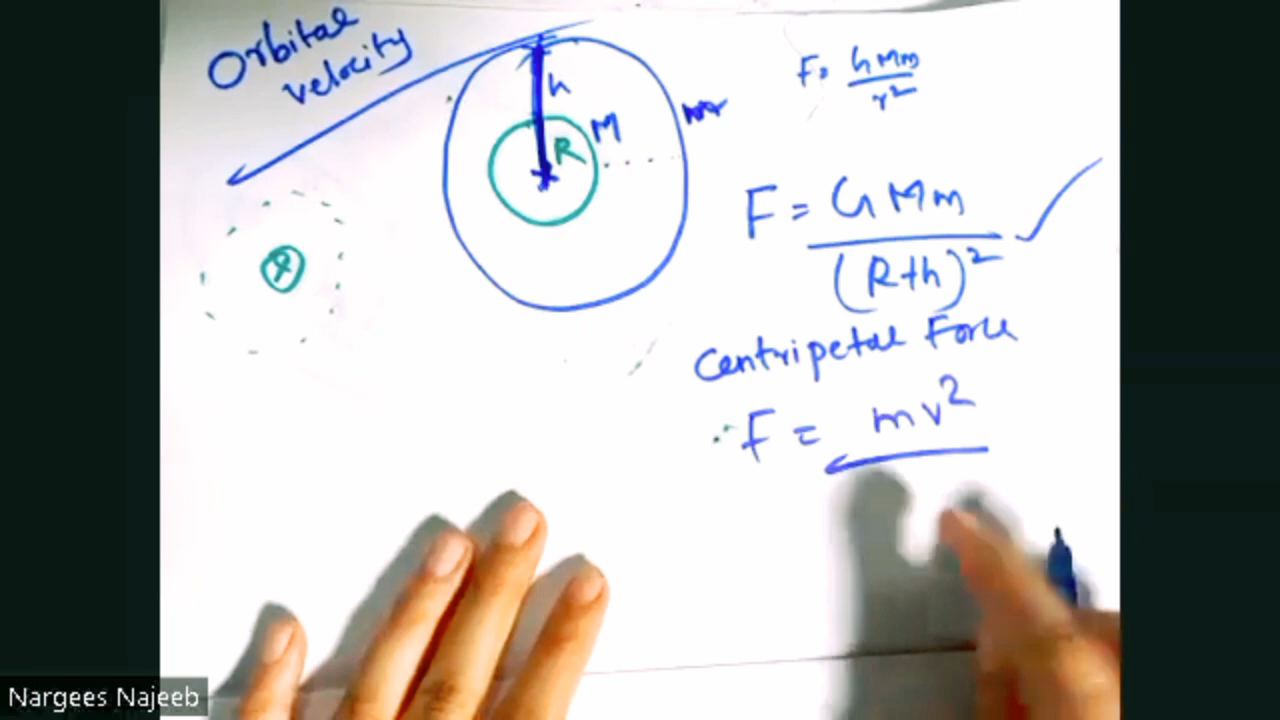 Orbital
velocity
h
R
M
F = GMm
r²
F = GMm
(R+h)²
Centripetal Force
F = mv²
R
Nargees Najeeb